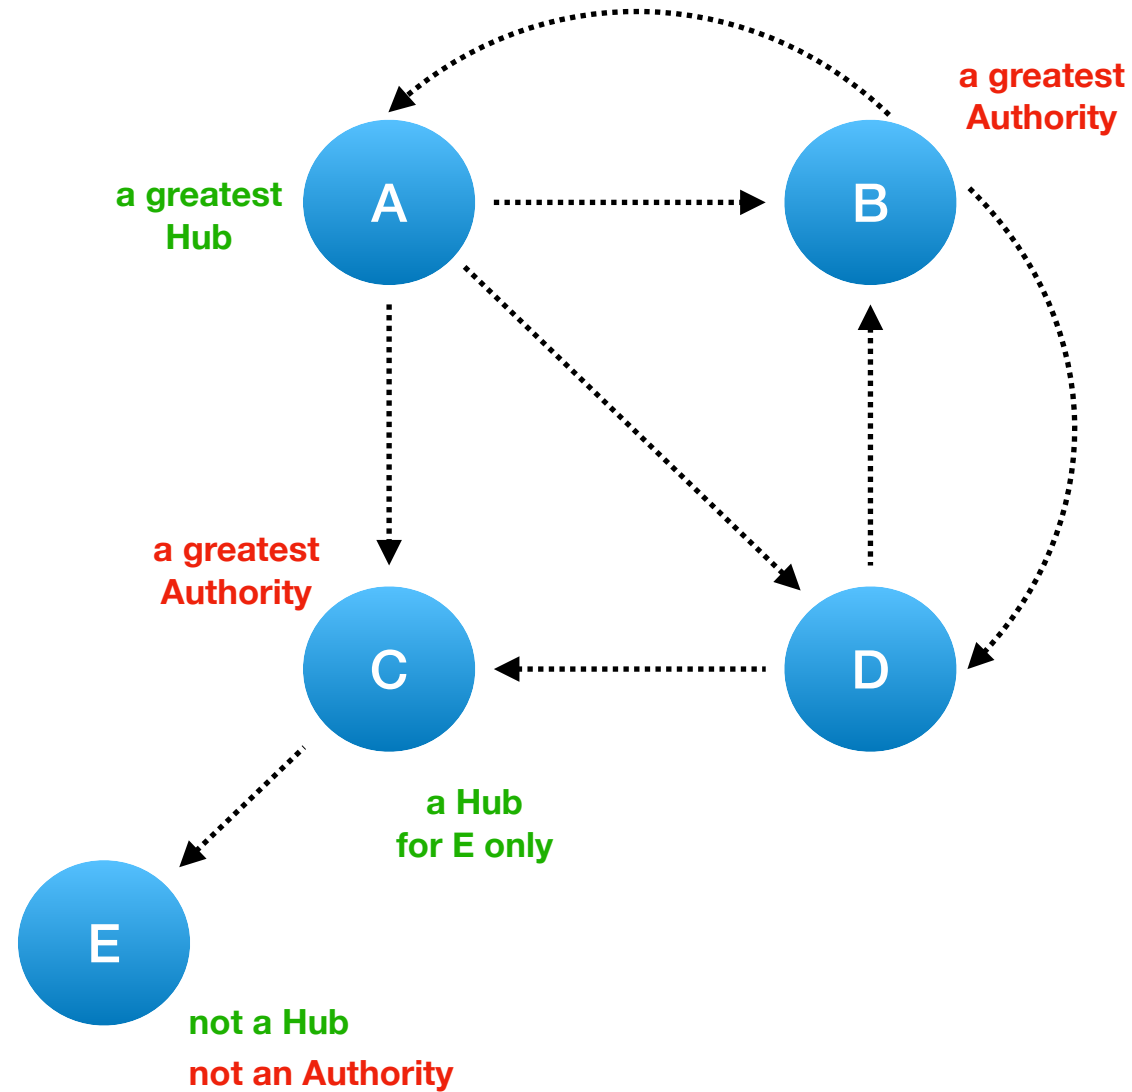 a greatest
Authority
a greatest
Hub
A
B
a greatest
Authority
C
D
a Hub
for E only
E
not a Hub
not an Authority